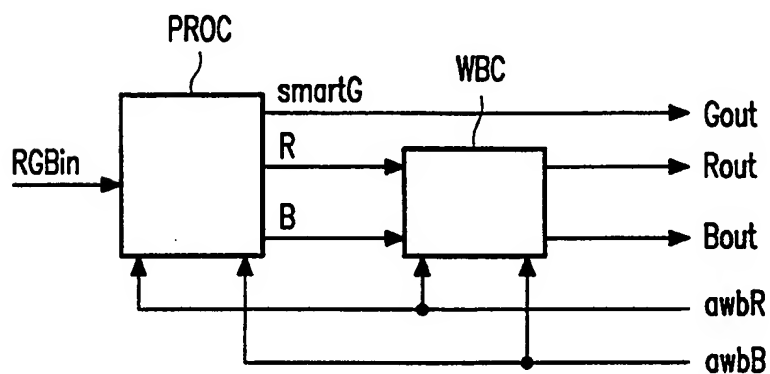 PROC
WBC
smartG
Gout
RGBin
R
Rout
B
Bout
awbR
awbB